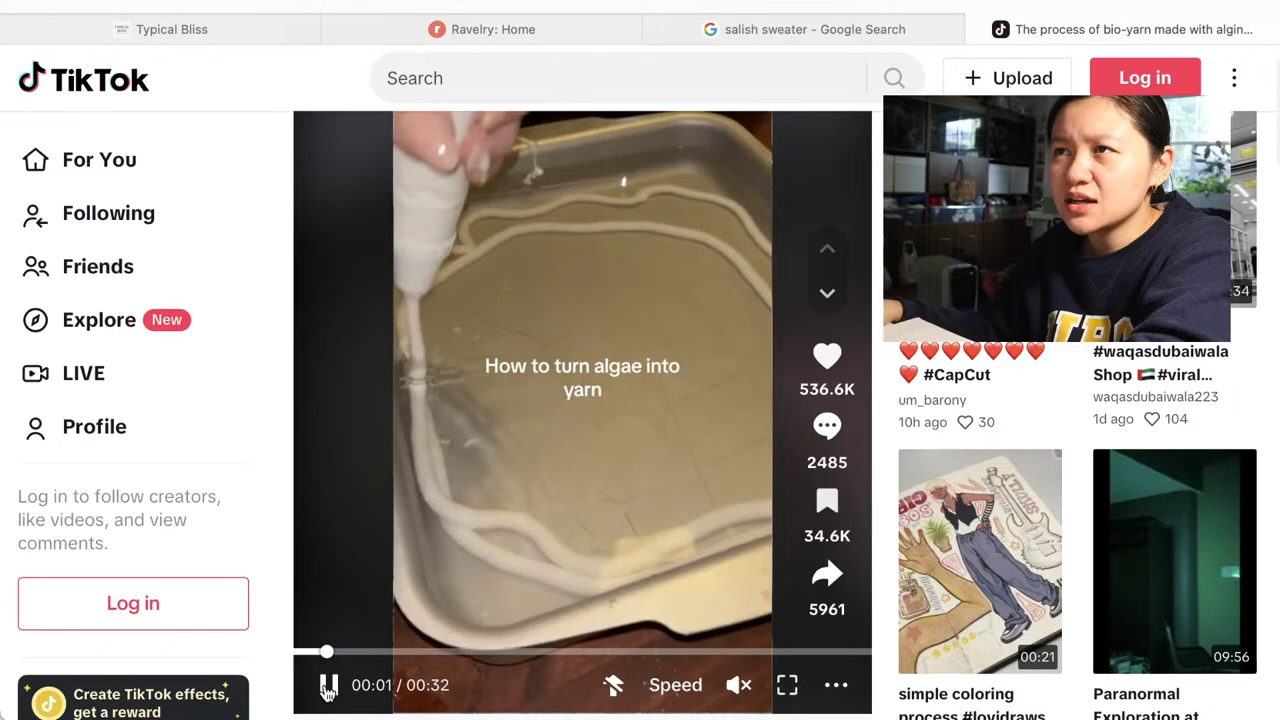 Typical Bliss
Ravelry: Home
salish sweater - Google Search
The process of bio-yarn made with algin...
TikTok
Search
Upload
Log in
For You
Following
Friends
Explore
New
LIVE
Profile
Log in to follow creators,
like videos, and view
comments.
Log in
Create TikTok effects,
get a reward
How to turn algae into
yarn
536.6K
2485
34.6K
5961
00:01 / 00:32
Speed
:34
#CapCut
um_barony
10h ago
30
#waqasdubaiwala
Shop 🇦🇪#viral...
waqasdubaiwala223
1d ago
104
00:21
simple coloring
process #lovidraws
09:56
Paranormal
Exploration at